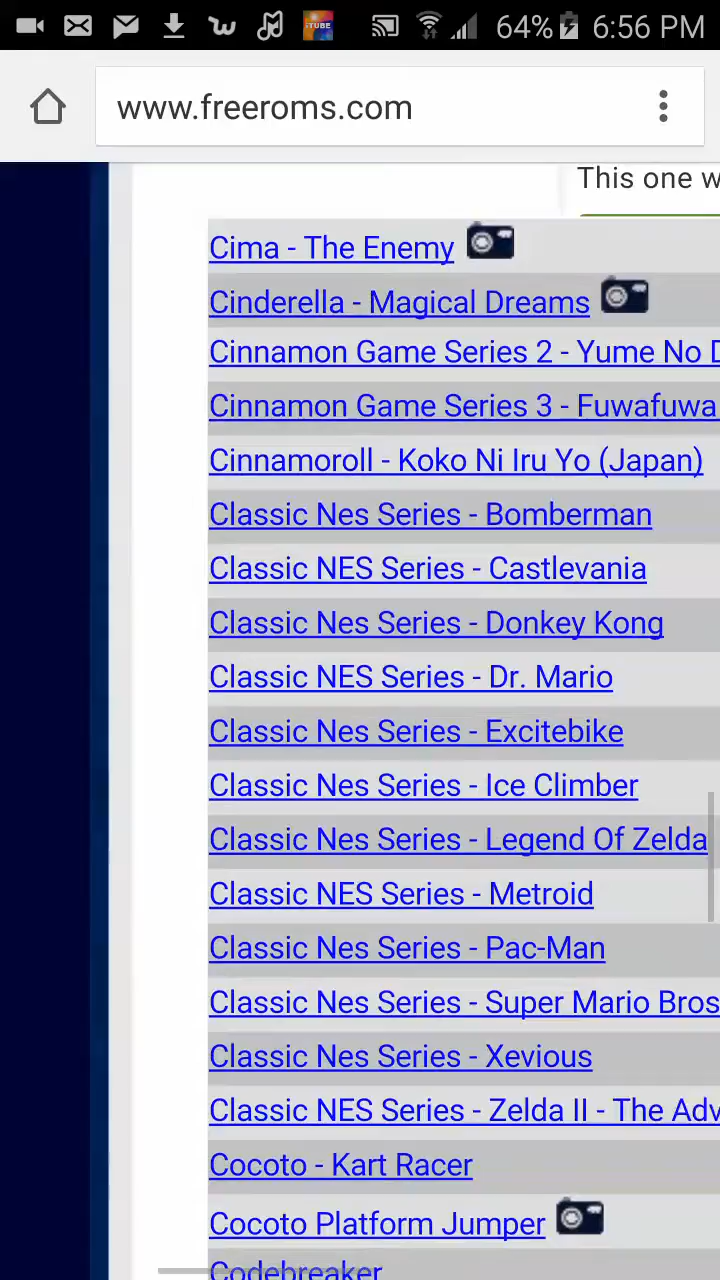 TUBE
64% 6:56 PM
www.freeroms.com
This one w
Cima - The Enemy
Cinderella - Magical Dreams
Cinnamon Game Series 2 - Yume No D
Cinnamon Game Series 3 - Fuwafuwa
Cinnamoroll - Koko Ni Iru Yo (Japan)
Classic Nes Series - Bomberman
Classic NES Series - Castlevania
Classic Nes Series - Donkey Kong
Classic NES Series - Dr. Mario
Classic Nes Series - Excitebike
Classic Nes Series - Ice Climber
Classic Nes Series - Legend Of Zelda
Classic NES Series - Metroid
Classic Nes Series - Pac-Man
Classic Nes Series - Super Mario Bros
Classic Nes Series - Xevious
Classic NES Series - Zelda II - The Adv
Cocoto - Kart Racer
Cocoto Platform Jumper
Codebreaker